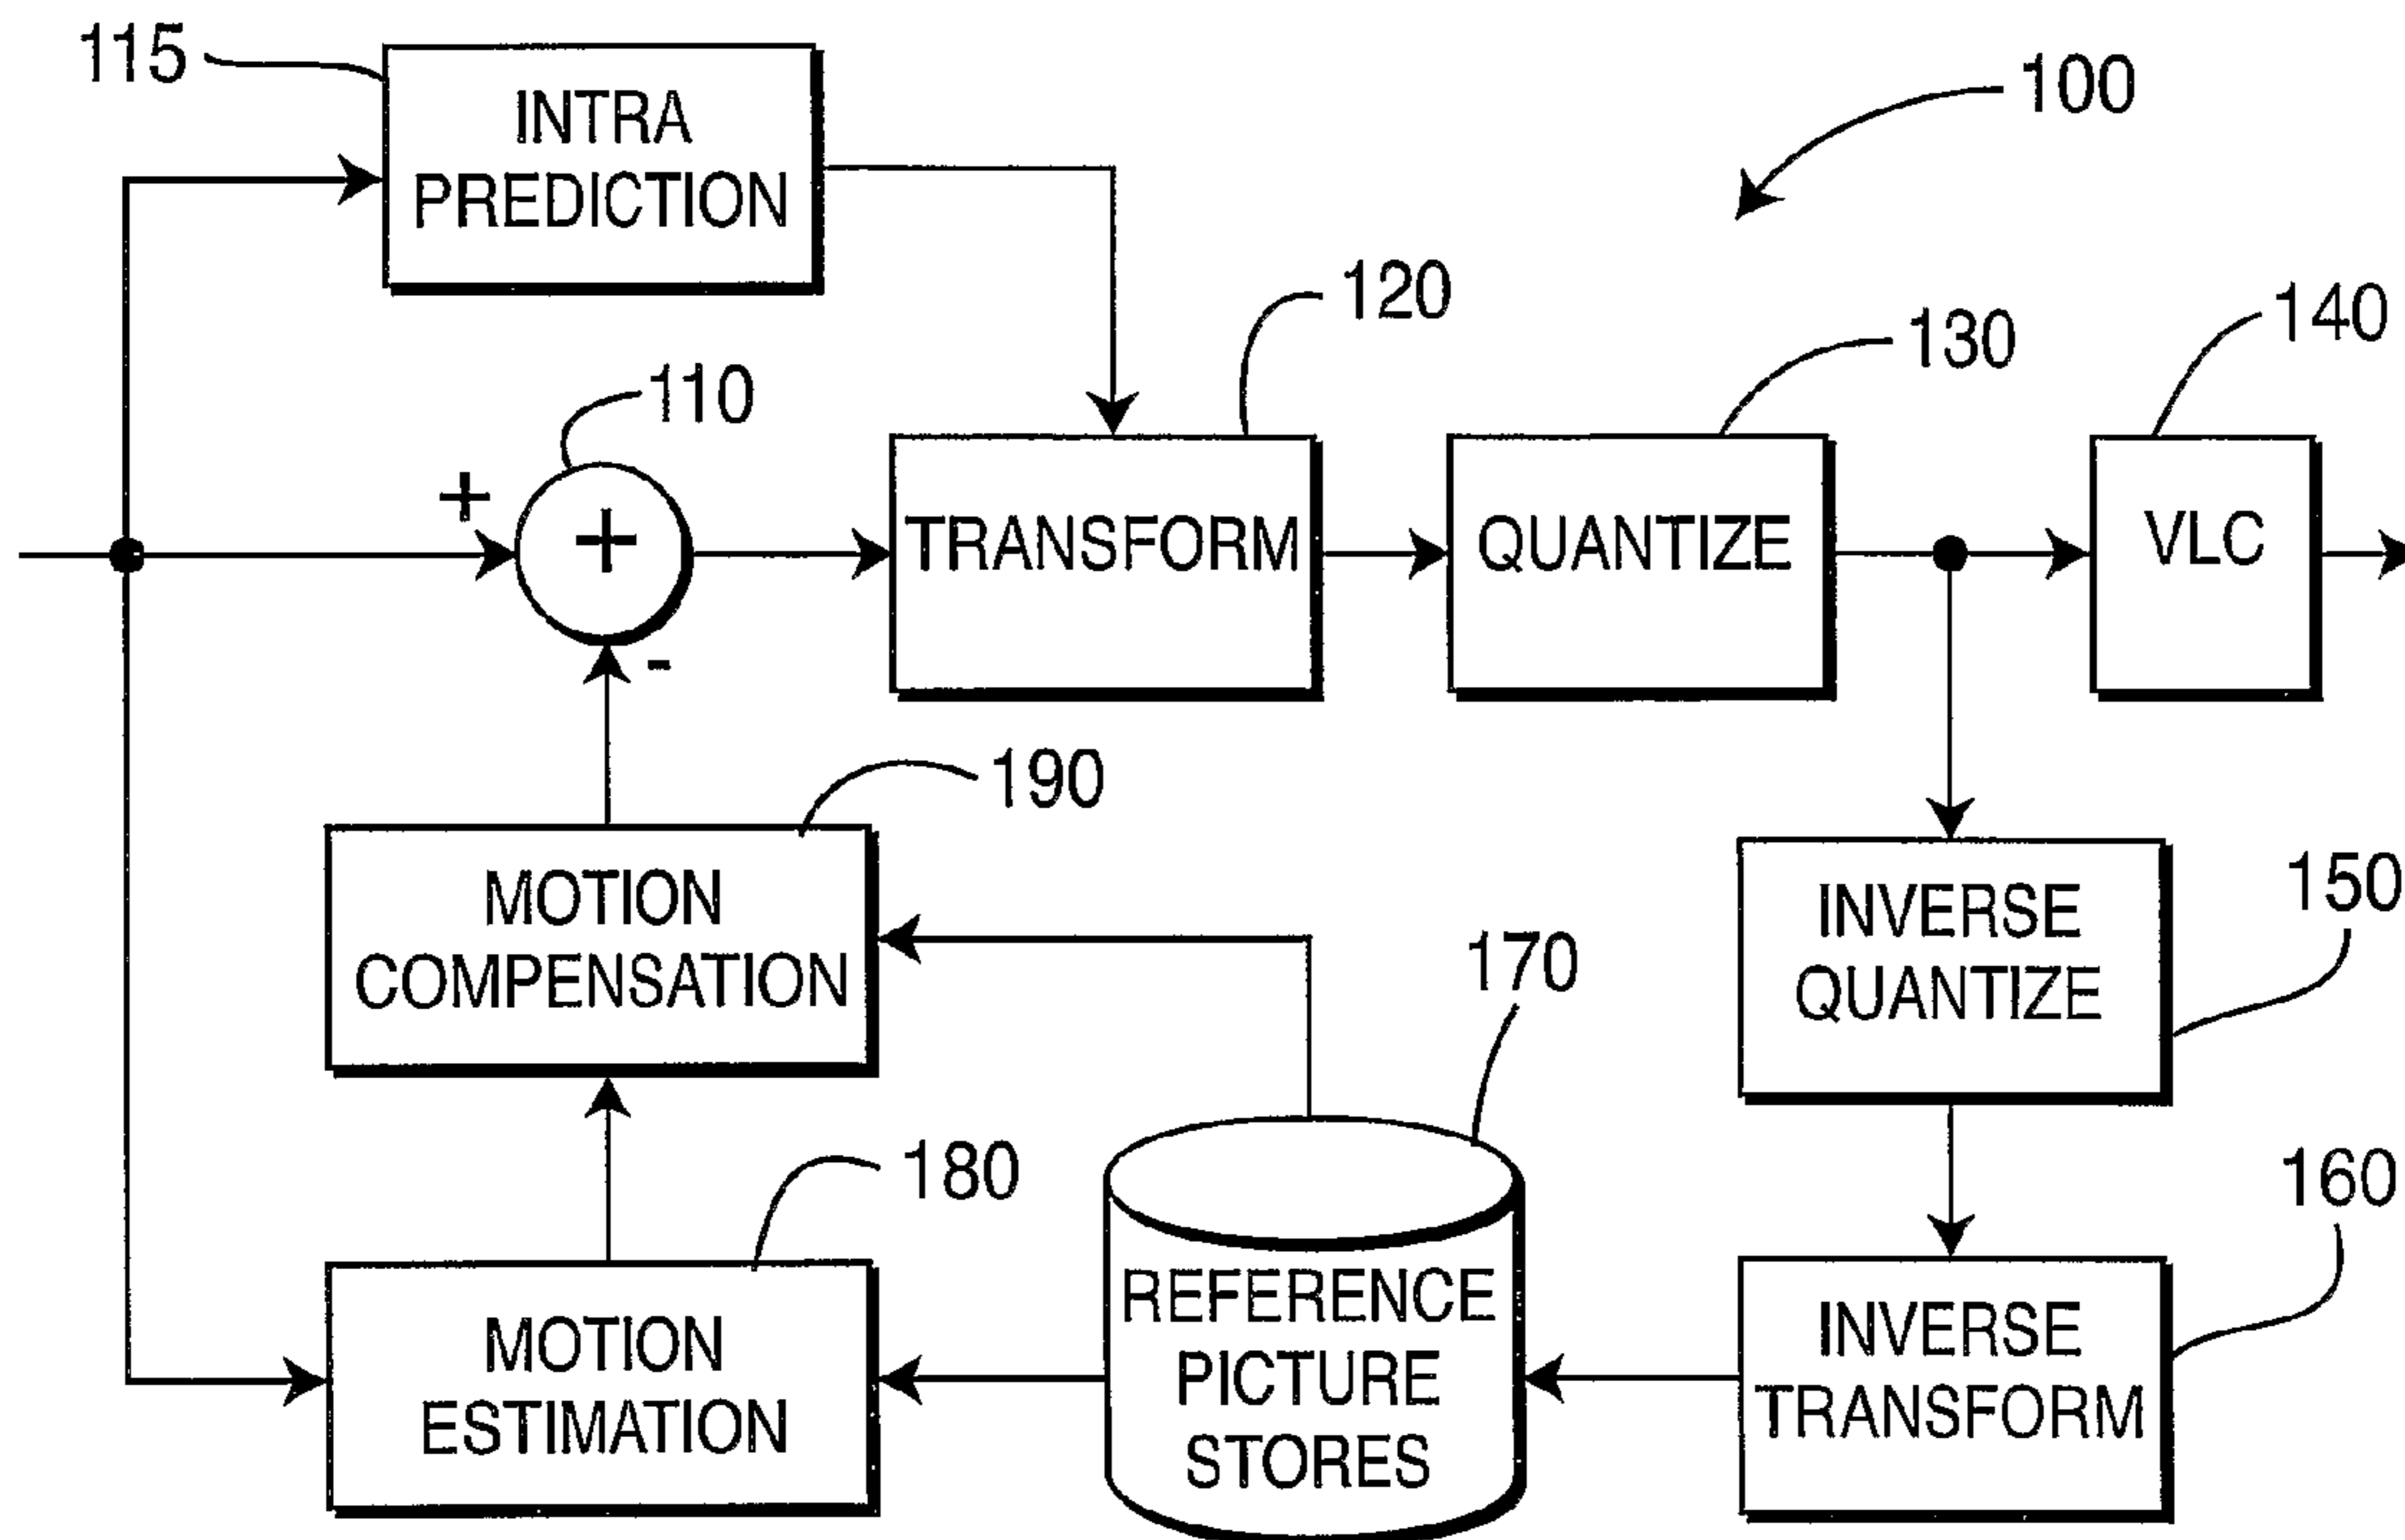 115
INTRA
PREDICTION
100
120
140
130
110
+
+
TRANSFORM
QUANTIZE
VLC
-
190
MOTION
COMPENSATION
INVERSE
QUANTIZE
150
170
180
160
REFERENCE
PICTURE
STORES
MOTION
ESTIMATION
INVERSE
TRANSFORM